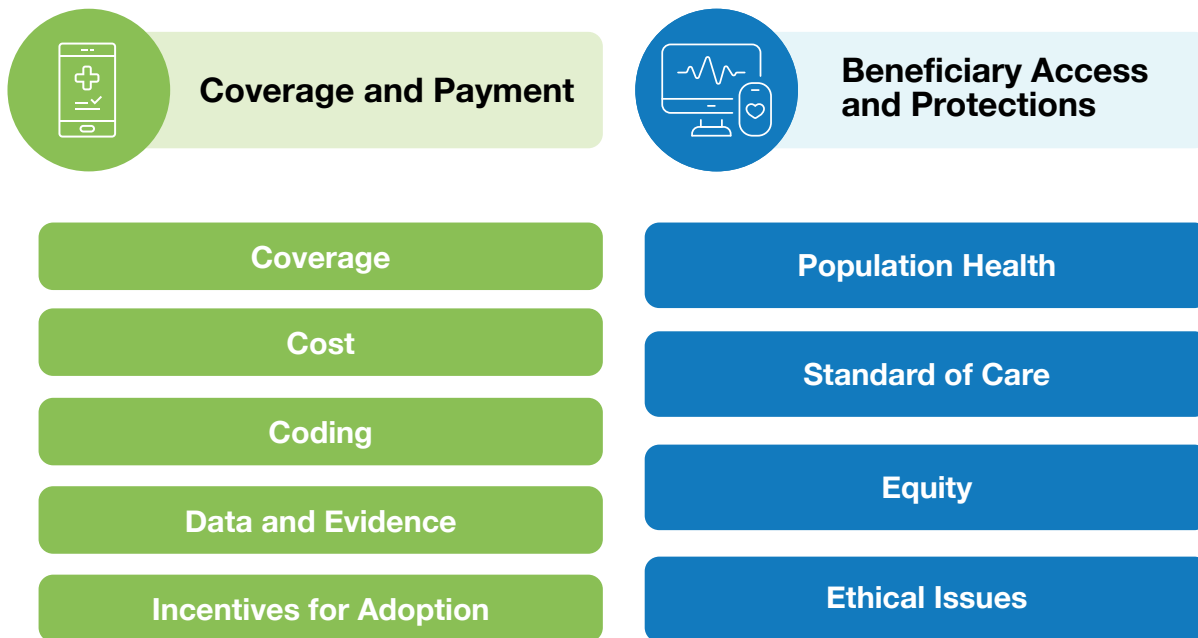 Coverage and Payment
Coverage
Cost
Coding
Data and Evidence
Incentives for Adoption
Beneficiary Access
and Protections
Population Health
Standard of Care
Equity
Ethical Issues